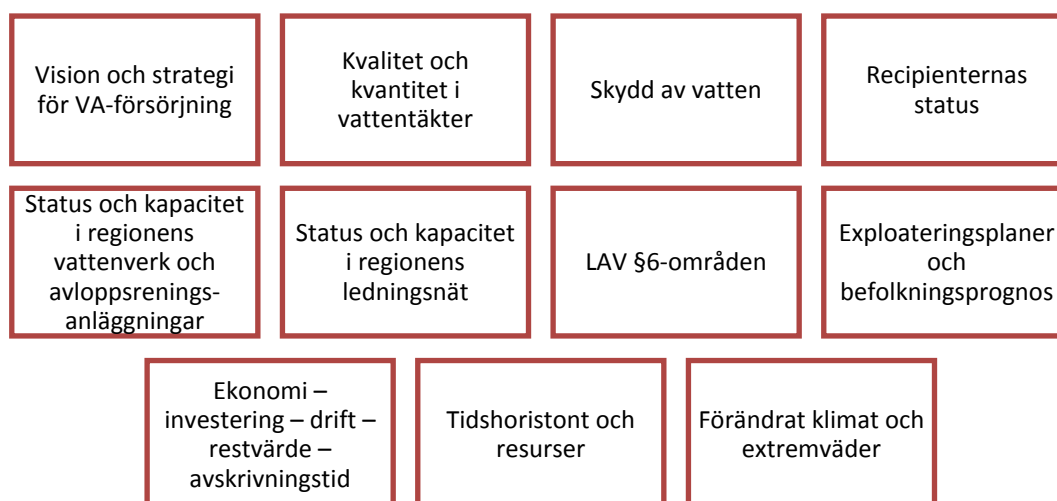 Vision och strategi
för VA-försörjning
Kvalitet och
kvantitet i
vattentäkter
Skydd av vatten
Recipienternas
status
Status och kapacitet
i regionens
vattenverk och
avloppsrenings-
anläggningar
Status och kapacitet
i regionens
ledningsnät
LAV §6-områden
Exploateringsplaner
och
befolkningsprognos
Ekonomi –
investering – drift –
restvärde –
avskrivningstid
Tidshoristont och
resurser
Förändrat klimat och
extremväder